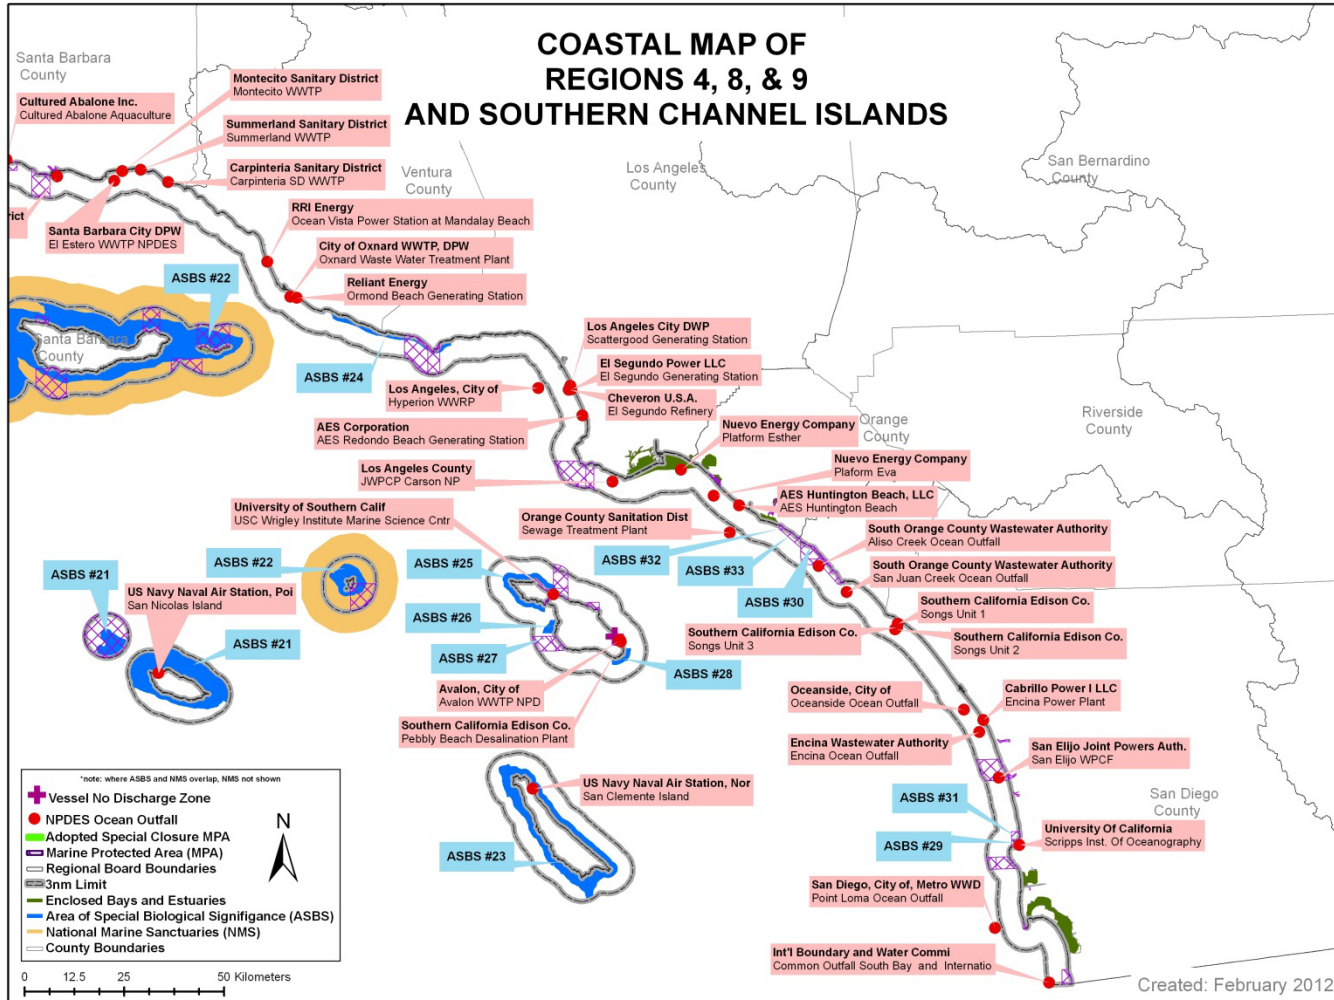 COASTAL MAP OF
REGIONS 4, 8, & 9
AND SOUTHERN CHANNEL ISLANDS
Santa Barbara
County
Cultured Abalone Inc.
Cultured Abalone Aquaculture
Montecito Sanitary District
Montecito WWTP
Summerland Sanitary District
Summerland WWTP
Carpinteria Sanitary District
Carpinteria SD WWTP
Ventura
County
Los Angeles
County
San Bernardino
County
rict
Santa Barbara City DPW
El Estero WWTP NPDES
RRI Energy
Ocean Vista Power Station at Mandalay Beach
City of Oxnard WWTP, DPW
Oxnard Waste Water Treatment Plant
Reliant Energy
Ormond Beach Generating Station
ASBS #22
Santa Barbara
County
ASBS #24
Los Angeles City DWP
Scattergood Generating Station
El Segundo Power LLC
El Segundo Generating Station
Los Angeles, City of
Hyperion WWRP
Cheveron U.S.A.
El Segundo Refinery
AES Corporation
AES Redondo Beach Generating Station
Nuevo Energy Company
Platform Esther
Orange
County
Riverside
County
Los Angeles County
JWPCP Carson NP
Nuevo Energy Company
Plaform Eva
AES Huntington Beach, LLC
AES Huntington Beach
University of Southern Calif
USC Wrigley Institute Marine Science Cntr
Orange County Sanitation Dist
Sewage Treatment Plant
South Orange County Wastewater Authority
Aliso Creek Ocean Outfall
ASBS #32
ASBS #33
ASBS #30
South Orange County Wastewater Authority
San Juan Creek Ocean Outfall
ASBS #21
ASBS #22
ASBS #25
US Navy Naval Air Station, Poi
San Nicolas Island
ASBS #21
ASBS #26
ASBS #27
ASBS #28
Southern California Edison Co.
Songs Unit 1
Southern California Edison Co.
Songs Unit 3
Southern California Edison Co.
Songs Unit 2
Avalon, City of
Avalon WWTP NPD
Southern California Edison Co.
Pebbly Beach Desalination Plant
Oceanside, City of
Oceanside Ocean Outfall
Cabrillo Power I LLC
Encina Power Plant
Encina Wastewater Authority
Encina Ocean Outfall
San Elijo Joint Powers Auth.
San Elijo WPCF
US Navy Naval Air Station, Nor
San Clemente Island
ASBS #23
ASBS #31
ASBS #29
San Diego
County
University Of California
Scripps Inst. Of Oceanography
San Diego, City of, Metro WWD
Point Loma Ocean Outfall
Int'l Boundary and Water Commi
Common Outfall South Bay and Internatio
*note: where ASBS and NMS overlap, NMS not shown
Vessel No Discharge Zone
NPDES Ocean Outfall
Adopted Special Closure MPA
Marine Protected Area (MPA)
Regional Board Boundaries
3nm Limit
Enclosed Bays and Estuaries
Area of Special Biological Signifigance (ASBS)
National Marine Sanctuaries (NMS)
County Boundaries
N
0 12.5 25 50 Kilometers
Created: February 2012